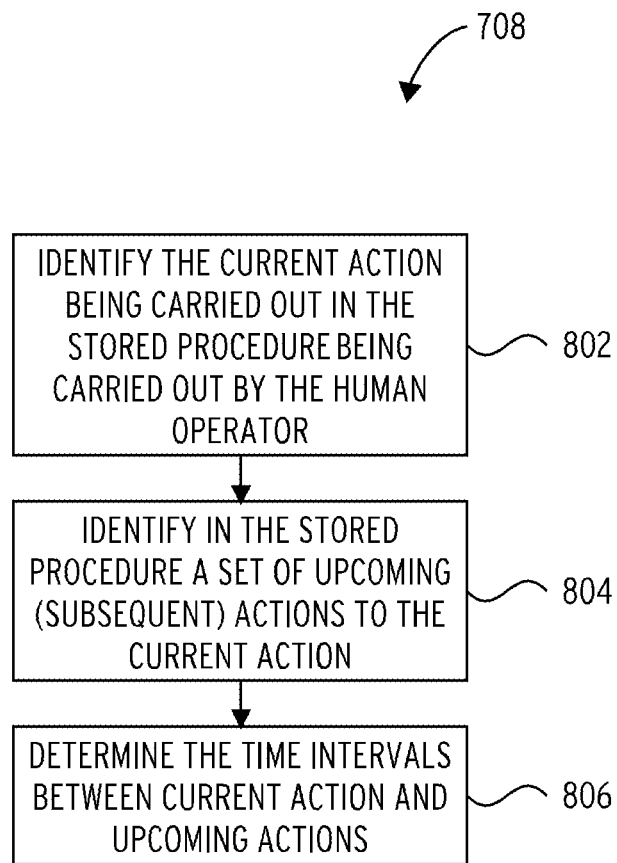 708
IDENTIFY THE CURRENT ACTION
BEING CARRIED OUT IN THE
STORED PROCEDURE BEING
CARRIED OUT BY THE HUMAN
OPERATOR
802
IDENTIFY IN THE STORED
PROCEDURE A SET OF UPCOMING
(SUBSEQUENT) ACTIONS TO THE
CURRENT ACTION
804
DETERMINE THE TIME INTERVALS
BETWEEN CURRENT ACTION AND
UPCOMING ACTIONS
806